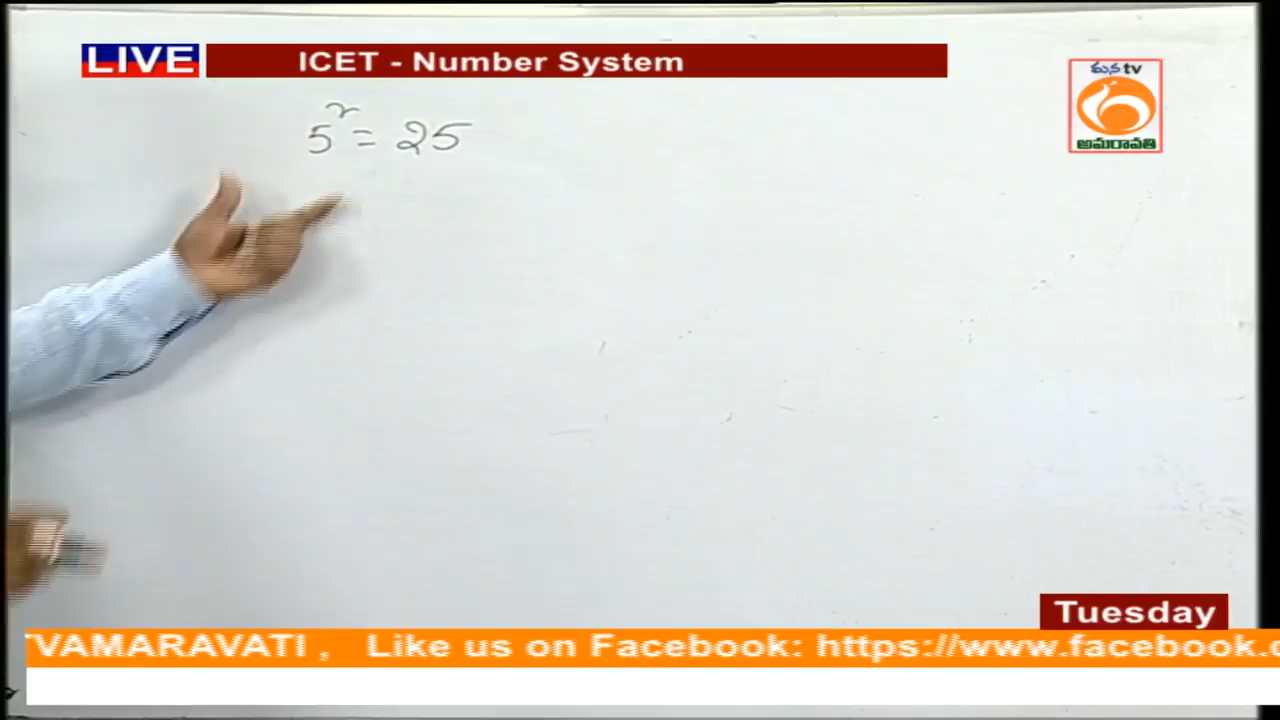 LIVE ICET - Number System
మన tv
అమరావతి
5² = 25
Tuesday
TVAMARAVATI , Like us on Facebook: https://www.facebook.c